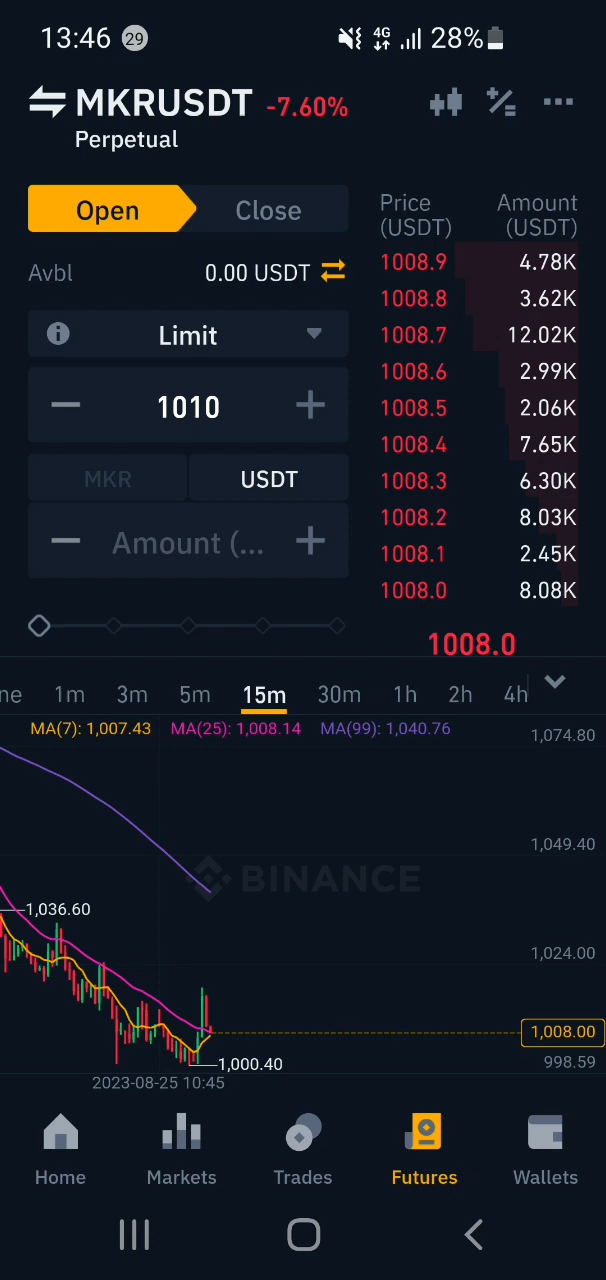 13:46 29 4G 28%
MKRUSDT -7.60%
Perpetual
Open Close
Avbl 0.00 USDT
Limit
1010
MKR USDT
Amount (...
Price Amount
(USDT) (USDT)
1008.9 4.78K
1008.8 3.62K
1008.7 12.02K
1008.6 2.99K
1008.5 2.06K
1008.4 7.65K
1008.3 6.30K
1008.2 8.03K
1008.1 2.45K
1008.0 8.08K
1008.0
ne 1m 3m 5m 15m 30m 1h 2h 4h
MA(7): 1,007.43 MA(25): 1,008.14 MA(99): 1,040.76
1,074.80
1,049.40
BINANCE
1,036.60
1,024.00
1,008.00
998.59
1,000.40
2023-08-25 10:45
Home Markets Trades Futures Wallets